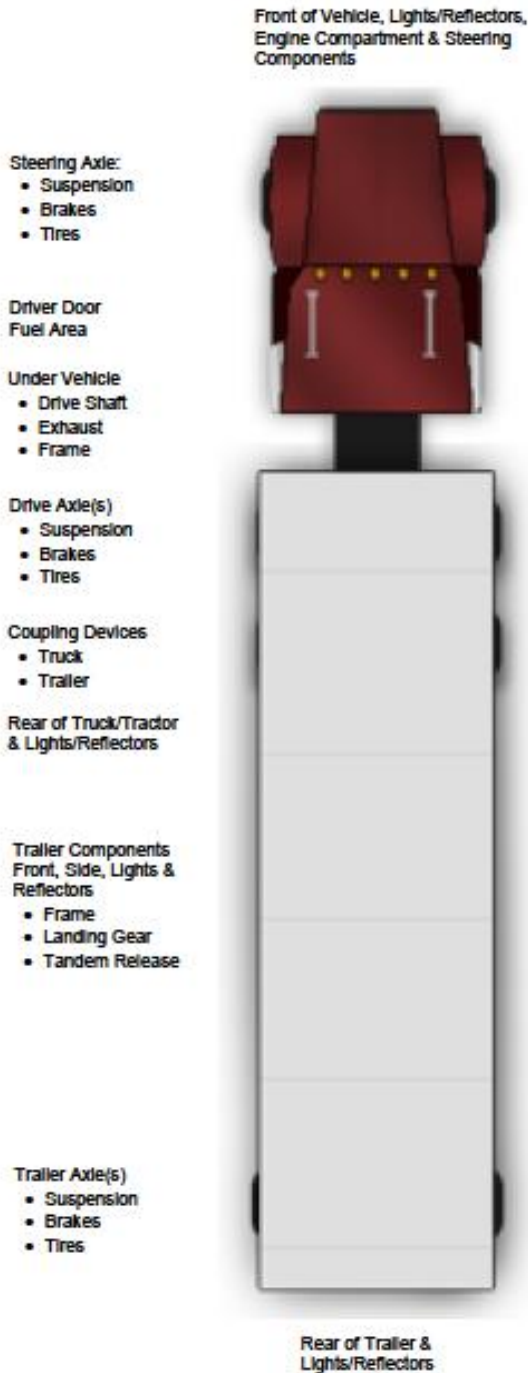 Front of Vehicle, Lights/Reflectors,
Engine Compartment & Steering
Components
Steering Axle:
• Suspension
• Brakes
• Tires
Driver Door
Fuel Area
Under Vehicle
• Drive Shaft
• Exhaust
• Frame
Drive Axle(s)
• Suspension
• Brakes
• Tires
Coupling Devices
• Truck
• Trailer
Rear of Truck/Tractor
& Lights/Reflectors
Trailer Components
Front, Side, Lights &
Reflectors
• Frame
• Landing Gear
• Tandem Release
Trailer Axle(s)
• Suspension
• Brakes
• Tires
Rear of Trailer &
Lights/Reflectors